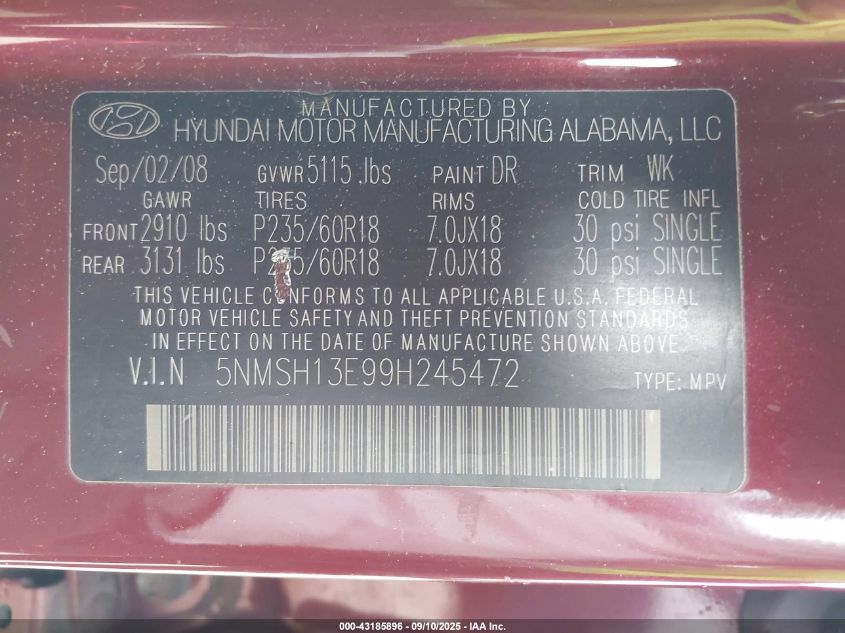 MANUFACTURED BY
HYUNDAI MOTOR MANUFACTURING ALABAMA, LLC
Sep/02/08 GVWR 5115 lbs PAINT DR TRIM WK
GAWR TIRES RIMS COLD TIRE INFL
FRONT 2910 lbs P235/60R18 7.0JX18 30 psi SINGLE
REAR 3131 lbs P235/60R18 7.0JX18 30 psi SINGLE
THIS VEHICLE CONFORMS TO ALL APPLICABLE U.S.A. FEDERAL
MOTOR VEHICLE SAFETY AND THEFT PREVENTION STANDARDS
IN EFFECT ON THE DATE OF MANUFACTURE SHOWN ABOVE
V.I.N 5NMSH13E99H245472 TYPE: MPV
000-43185896 - 09/10/2025 - IAA Inc.